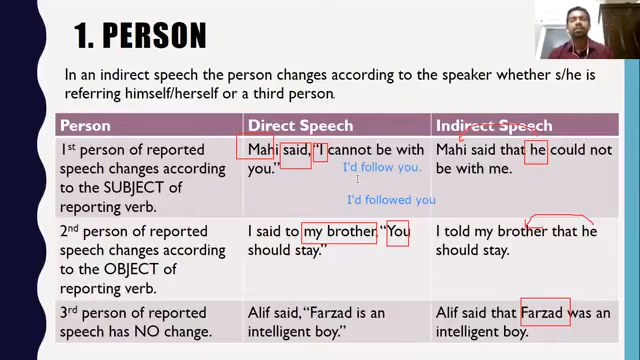 1. PERSON
In an indirect speech the person changes according to the speaker whether s/he is
referring himself/herself or a third person.
Person
Direct Speech
Indirect Speech
1st person of reported
speech changes according
to the SUBJECT of
reporting verb.
Mahi said, “I cannot be with
you.”
I'd follow you.
I'd followed you
Mahi said that he could not
be with me.
2nd person of reported
speech changes according
to the OBJECT of
reporting verb.
I said to my brother, “You
should stay.”
I told my brother that he
should stay.
3rd person of reported
speech has NO change.
Alif said, “Farzad is an
intelligent boy.”
Alif said that Farzad was an
intelligent boy.